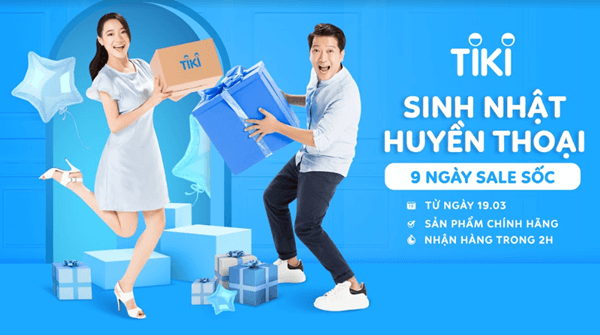 TIKI
TIKI
SINH NHẬT
HUYỀN THOẠI
9 NGÀY SALE SỐC
TỪ NGÀY 19.03
SẢN PHẨM CHÍNH HÃNG
NHẬN HÀNG TRONG 2H